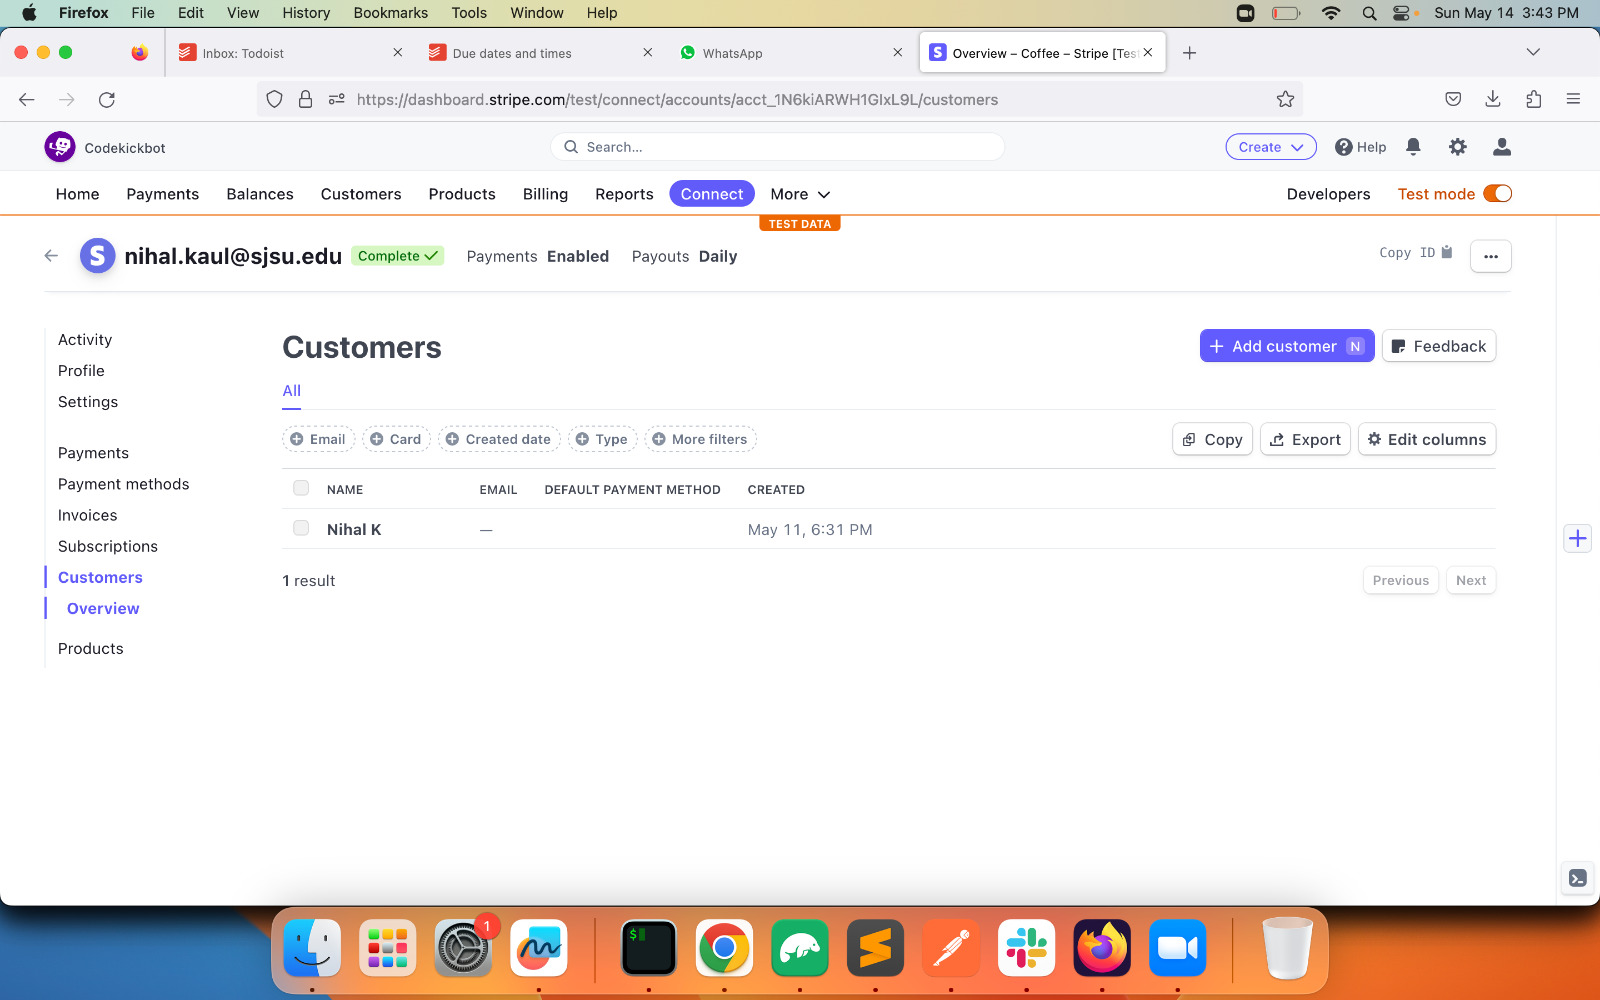 Firefox File Edit View History Bookmarks Tools Window Help Sun May 14 3:43 PM
Inbox: Todoist Due dates and times WhatsApp Overview – Coffee – Stripe [Test
https://dashboard.stripe.com/test/connect/accounts/acct_1N6kiARWH1GlxL9L/customers
Codekickbot Search... Create Help
Home Payments Balances Customers Products Billing Reports Connect More Developers Test mode
TEST DATA
S nihal.kaul@sjsu.edu Complete Payments Enabled Payouts Daily Copy ID
Activity
Profile
Settings
Payments
Payment methods
Invoices
Subscriptions
Customers
Overview
Products
Customers
Add customer N Feedback
All
Email Card Created date Type More filters Copy Export Edit columns
NAME EMAIL DEFAULT PAYMENT METHOD CREATED
Nihal K — May 11, 6:31 PM
1 result Previous Next
1
$